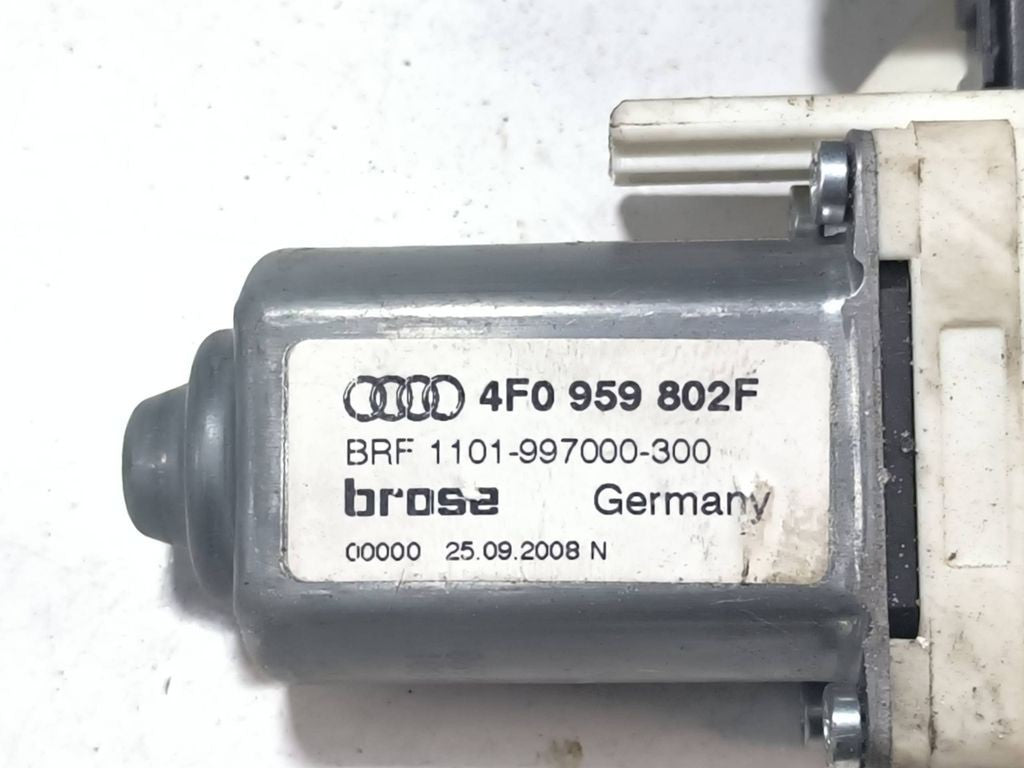 4F0 959 802F
BRF 1101-997000-300
brose Germany
00000 25.09.2008 N